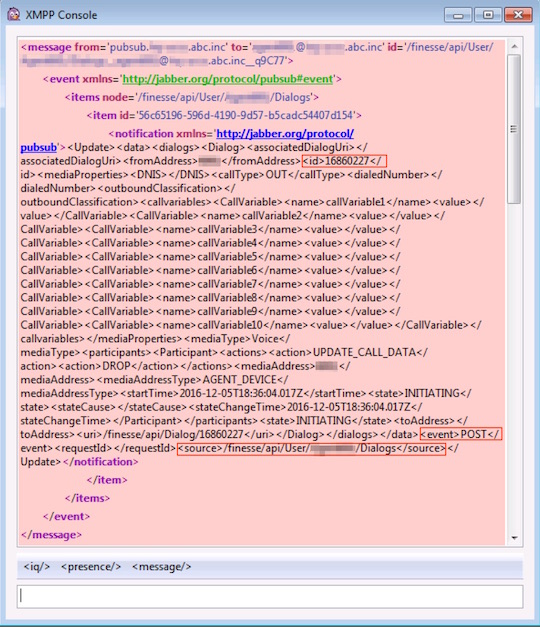 XMPP Console
<message from='pubsub. .abc.inc' to=' @ .abc.inc' id='/finesse/api/User/
@ .abc.inc__q9C77'>
<event xmlns='http://jabber.org/protocol/pubsub#event'>
<items node='/finesse/api/User/ /Dialogs'>
<item id='56c65196-596d-4190-9d57-b5cadc54407d154'>
<notification xmlns='http://jabber.org/protocol/
pubsub'><Update><data><dialogs><Dialog><associatedDialogUri></
associatedDialogUri><fromAddress> </fromAddress><id>16860227</
id><mediaProperties><DNIS></DNIS><callType>OUT</callType><dialedNumber></
dialedNumber><outboundClassification></
outboundClassification><callvariables><CallVariable><name>callVariable1</name><value></
value></CallVariable><CallVariable><name>callVariable2</name><value></value></
CallVariable><CallVariable><name>callVariable3</name><value></value></
CallVariable><CallVariable><name>callVariable4</name><value></value></
CallVariable><CallVariable><name>callVariable5</name><value></value></
CallVariable><CallVariable><name>callVariable6</name><value></value></
CallVariable><CallVariable><name>callVariable7</name><value></value></
CallVariable><CallVariable><name>callVariable8</name><value></value></
CallVariable><CallVariable><name>callVariable9</name><value></value></
CallVariable><CallVariable><name>callVariable10</name><value></value></CallVariable></
callvariables></mediaProperties><mediaType>Voice</
mediaType><participants><Participant><actions><action>UPDATE_CALL_DATA</
action><action>DROP</action></actions><mediaAddress> </
mediaAddress><mediaAddressType>AGENT_DEVICE</
mediaAddressType><startTime>2016-12-05T18:36:04.017Z</startTime><state>INITIATING</
state><stateCause></stateCause><stateChangeTime>2016-12-05T18:36:04.017Z</
stateChangeTime></Participant></participants><state>INITIATING</state><toAddress></
toAddress><uri>/finesse/api/Dialog/16860227</uri></Dialog></dialogs></data><event>POST</
event><requestId></requestId><source>/finesse/api/User/ /Dialogs</source></
Update></notification>
</item>
</items>
</event>
</message>
<iq/> <presence/> <message/>